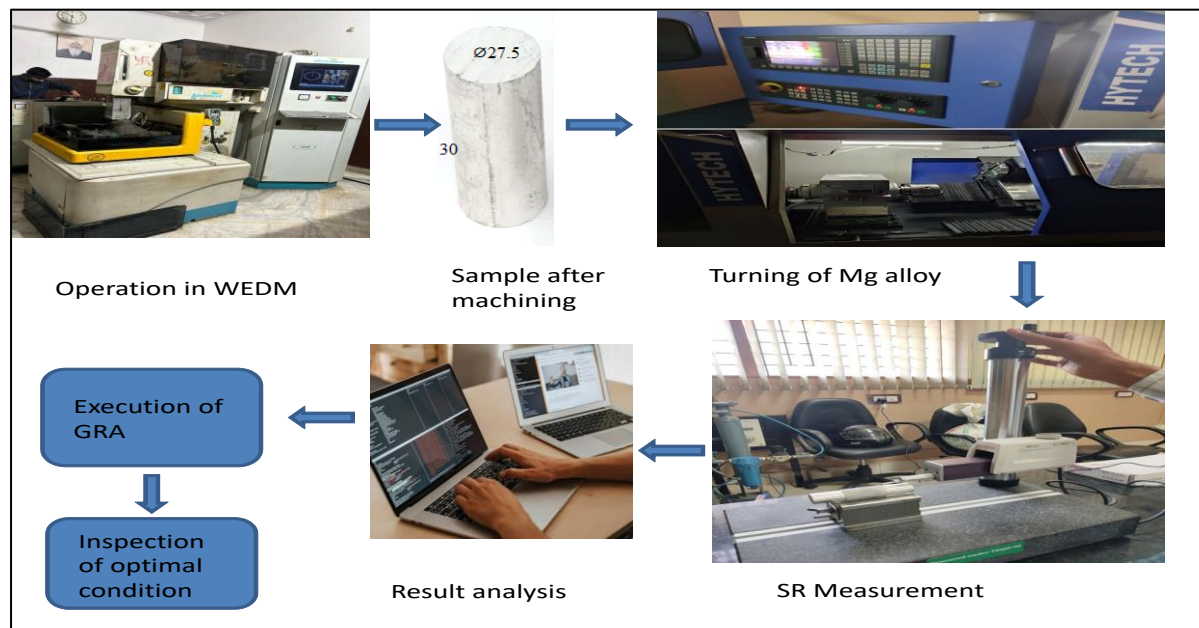 Ø27.5
30
HYTECH
HYTECH
Operation in WEDM
Sample after
machining
Turning of Mg alloy
Execution of
GRA
Inspection
of optimal
condition
Result analysis
SR Measurement